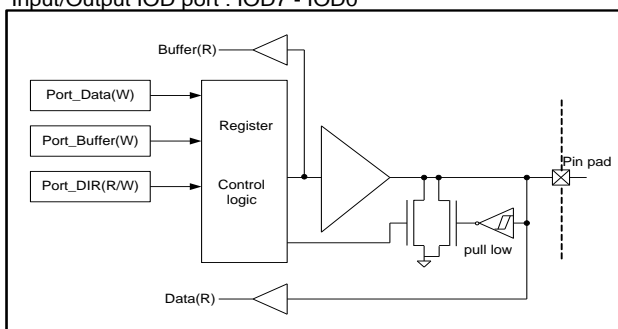 Input/Output IOD port : IOD7 - IOD0
Buffer(R)
Port_Data(W)
Port_Buffer(W)
Port_DIR(R/W)
Register
Control
logic
Pin pad
pull low
Data(R)